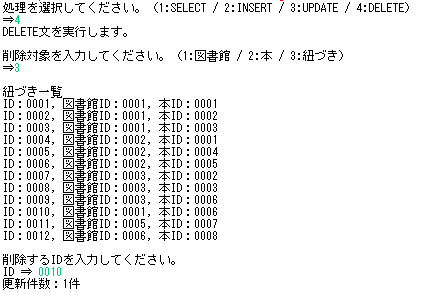 処理を選択してください。(1:SELECT / 2:INSERT / 3:UPDATE / 4:DELETE)
⇒4
DELETE文を実行します。
削除対象を入力してください。(1:図書館 / 2:本 / 3:紐づき)
⇒3
紐づき一覧
ID：0001, 図書館ID：0001, 本ID：0001
ID：0002, 図書館ID：0001, 本ID：0002
ID：0003, 図書館ID：0001, 本ID：0003
ID：0004, 図書館ID：0002, 本ID：0001
ID：0005, 図書館ID：0002, 本ID：0004
ID：0006, 図書館ID：0002, 本ID：0005
ID：0007, 図書館ID：0003, 本ID：0002
ID：0008, 図書館ID：0003, 本ID：0003
ID：0009, 図書館ID：0003, 本ID：0006
ID：0010, 図書館ID：0001, 本ID：0006
ID：0011, 図書館ID：0005, 本ID：0007
ID：0012, 図書館ID：0006, 本ID：0008
削除するIDを入力してください。
ID ⇒ 0010
更新件数：1件